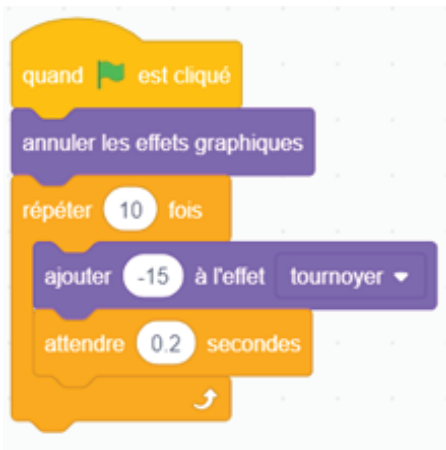 quand est cliqué
annuler les effets graphiques
répéter 10 fois
ajouter -15 à l'effet tournoyer
attendre 0.2 secondes